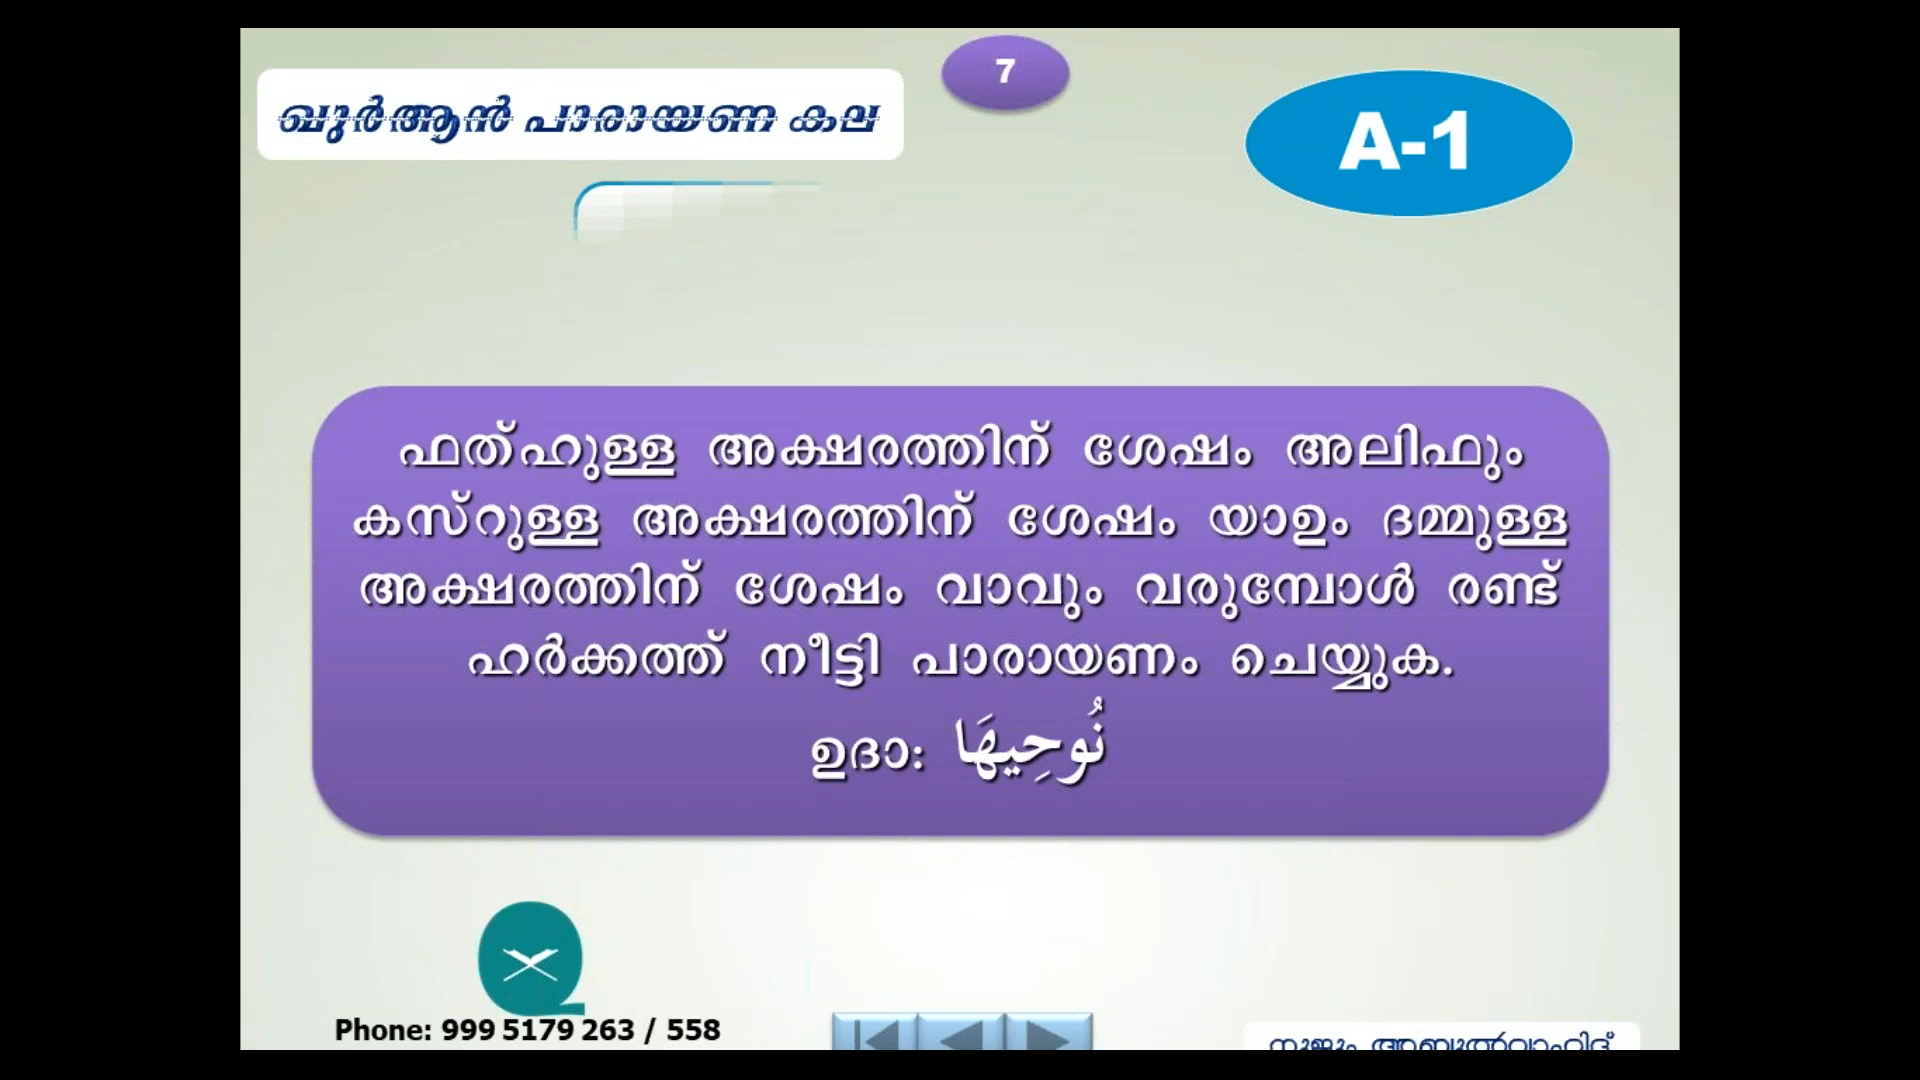 7
ഖുർആൻ പാരായണ കല
A-1
ഫത്ഹുള്ള അക്ഷരത്തിന് ശേഷം അലിഫും
കസ്റുള്ള അക്ഷരത്തിന് ശേഷം യാഉം ദമ്മുള്ള
അക്ഷരത്തിന് ശേഷം വാവും വരുമ്പോൾ രണ്ട്
ഹർക്കത്ത് നീട്ടി പാരായണം ചെയ്യുക.
ഉദാ: نُوحِيهَا
Phone: 999 5179 263 / 558